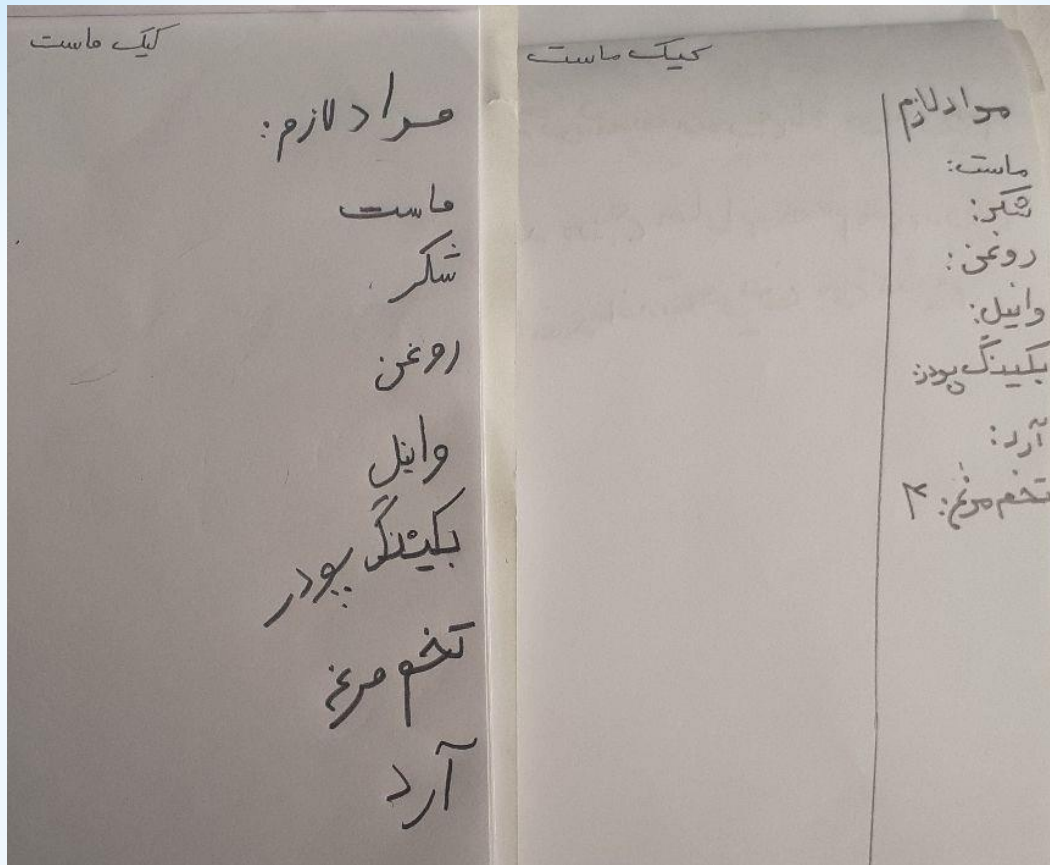 کیک ماست
مواد لازم
ماست:
شکر:
روغن:
وانیل:
بکینگ پودر:
آرد:
تخم مرغ: ۳
کیک ماست
مواد لازم:
ماست
شکر
روغن
وانیل
بکینگ پودر
تخم مرغ
آرد